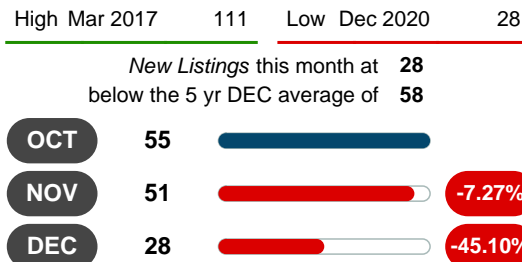 High Mar 2017 111 Low Dec 2020 28
New Listings this month at 28
below the 5 yr DEC average of 58
OCT 55
NOV 51 -7.27%
DEC 28 -45.10%